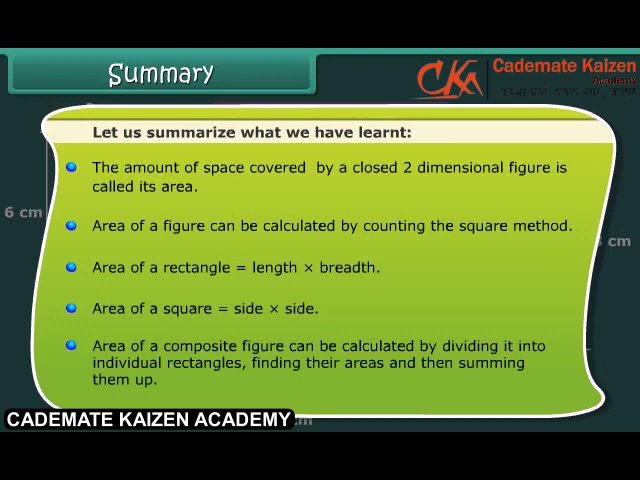 Summary
CKA
Cademate Kaizen
Academy
Let us summarize what we have learnt:
The amount of space covered by a closed 2 dimensional figure is
called its area.
6 cm
Area of a figure can be calculated by counting the square method.
cm
Area of a rectangle = length × breadth.
Area of a square = side × side.
Area of a composite figure can be calculated by dividing it into
individual rectangles, finding their areas and then summing
them up.
CADEMATE KAIZEN ACADEMY
cm